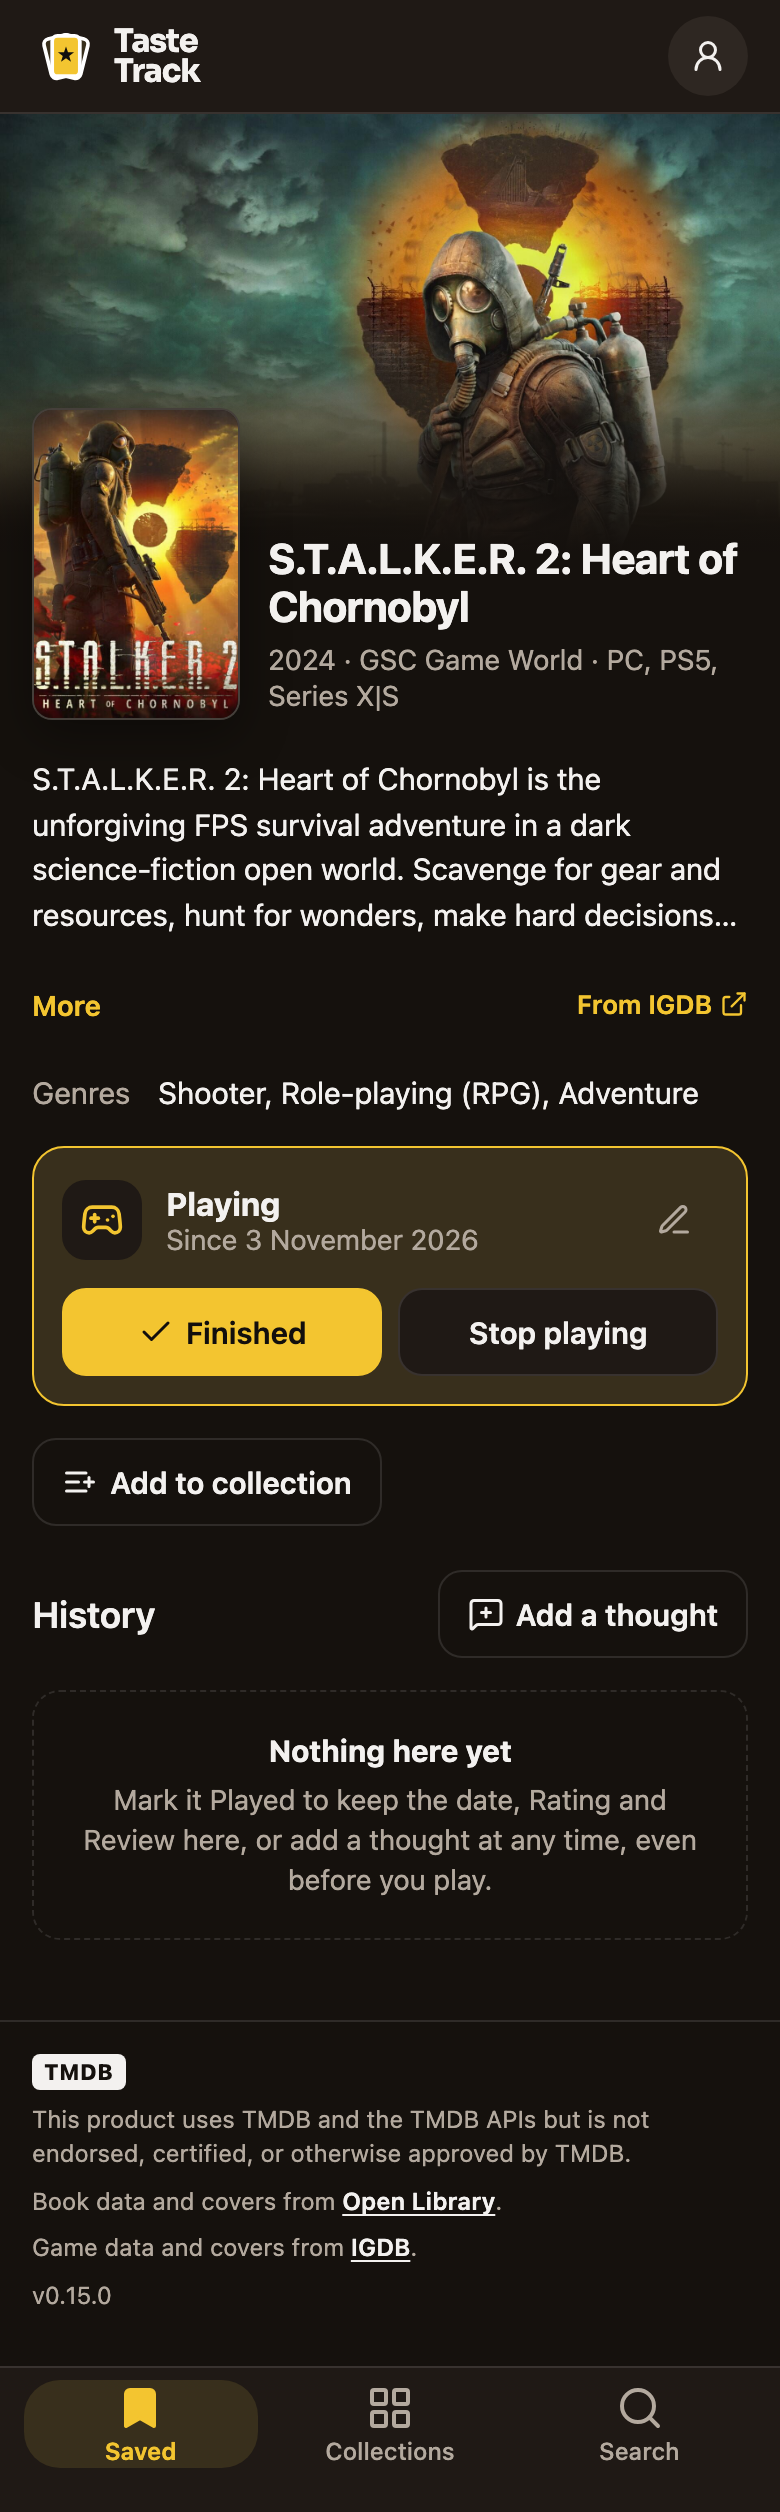 Taste
Track
S.T.A.L.K.E.R. 2
HEART OF CHORNOBYL
S.T.A.L.K.E.R. 2: Heart of
Chornobyl
2024 · GSC Game World · PC, PS5,
Series X|S
S.T.A.L.K.E.R. 2: Heart of Chornobyl is the
unforgiving FPS survival adventure in a dark
science-fiction open world. Scavenge for gear and
resources, hunt for wonders, make hard decisions...
More
From IGDB
Genres Shooter, Role-playing (RPG), Adventure
Playing
Since 3 November 2026
Finished
Stop playing
Add to collection
History
Add a thought
Nothing here yet
Mark it Played to keep the date, Rating and
Review here, or add a thought at any time, even
before you play.
TMDB
This product uses TMDB and the TMDB APIs but is not
endorsed, certified, or otherwise approved by TMDB.
Book data and covers from Open Library.
Game data and covers from IGDB.
v0.15.0
Saved
Collections
Search